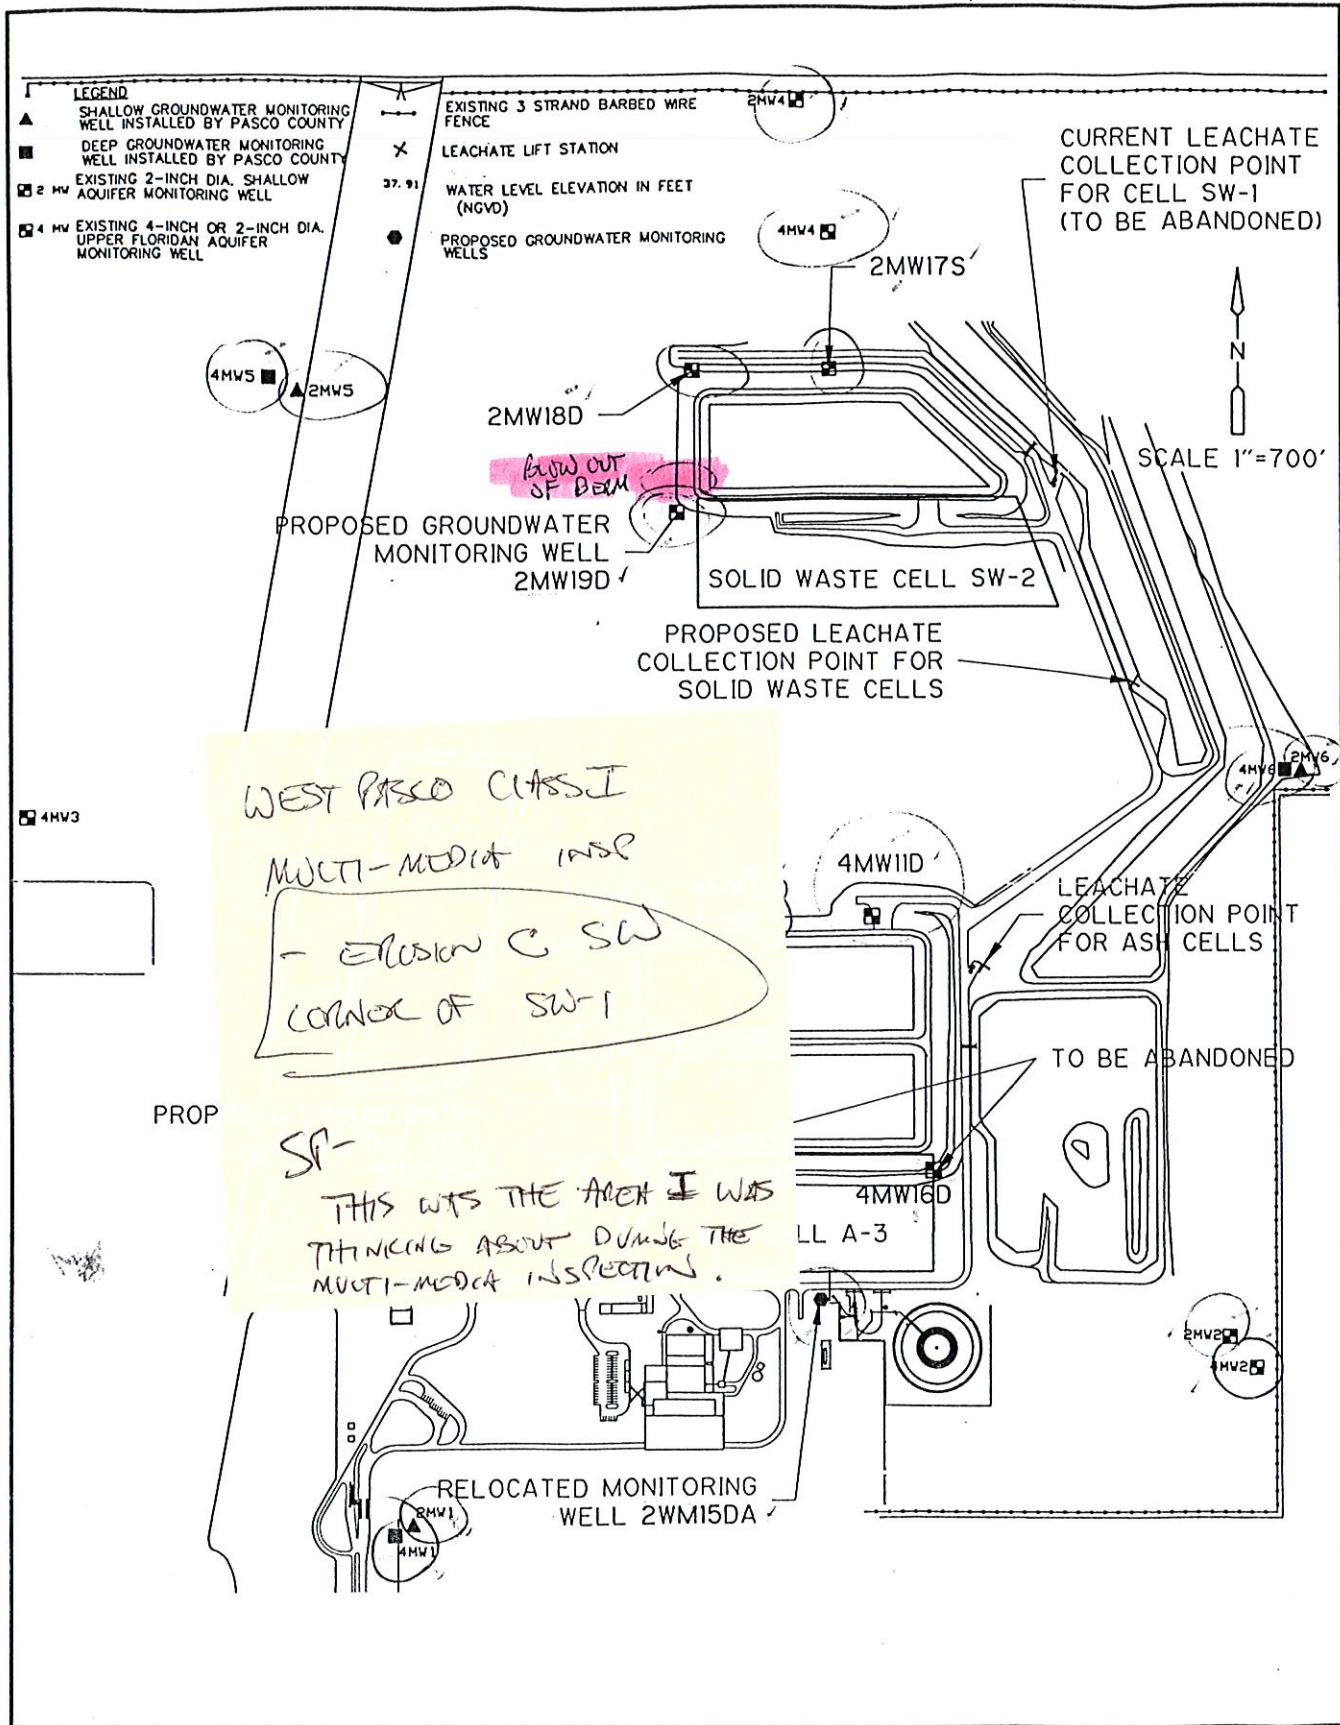 LEGEND
SHALLOW GROUNDWATER MONITORING
WELL INSTALLED BY PASCO COUNTY
DEEP GROUNDWATER MONITORING
WELL INSTALLED BY PASCO COUNTY
2 MW EXISTING 2-INCH DIA. SHALLOW
AQUIFER MONITORING WELL
4 MW EXISTING 4-INCH OR 2-INCH DIA.
UPPER FLORIDAN AQUIFER
MONITORING WELL
EXISTING 3 STRAND BARBED WIRE
FENCE
LEACHATE LIFT STATION
37.91 WATER LEVEL ELEVATION IN FEET
(NGVD)
PROPOSED GROUNDWATER MONITORING
WELLS
2MW4
4MW4
2MW17S
CURRENT LEACHATE
COLLECTION POINT
FOR CELL SW-1
(TO BE ABANDONED)
N
SCALE 1"=700'
4MW5
2MW5
2MW18D
BLOW OUT
OF BERM
PROPOSED GROUNDWATER
MONITORING WELL
2MW19D
SOLID WASTE CELL SW-2
PROPOSED LEACHATE
COLLECTION POINT FOR
SOLID WASTE CELLS
4MW6
2MW6
4MW3
WEST PASCO CLASS I
MULTI-MEDIA INSP
- EROSION @ SW
CORNER OF SW-1
SP-
THIS WAS THE AREA I WAS
THINKING ABOUT DURING THE
MULTI-MEDIA INSPECTION.
4MW11D
LEACHATE
COLLECTION POINT
FOR ASH CELLS
TO BE ABANDONED
PROP
4MW16D
LL A-3
2MW2
4MW2
RELOCATED MONITORING
WELL 2WM15DA
2MW1
4MW1